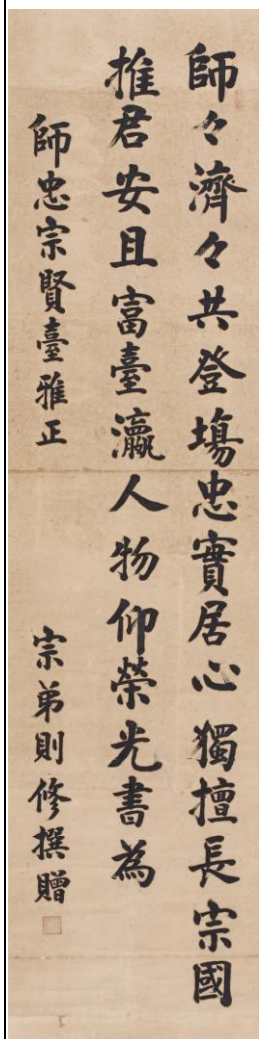 師々濟々共登塲忠實居心獨擅長宗國
推君安且富臺瀛人物仰榮光書為
師忠宗賢臺雅正
宗弟則修撰贈